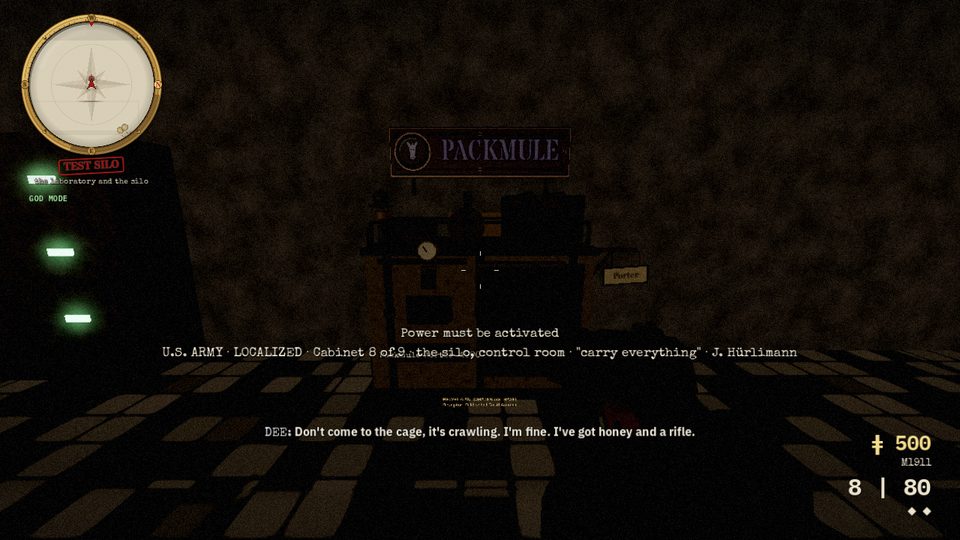 TEST SILO
the laboratory and the silo
GOD MODE
PACKMULE
Porter
Power must be activated
U.S. ARMY · LOCALIZED · Cabinet 8 of 9 · the silo, control room · "carry everything" · J. Hürlimann
DEE: Don't come to the cage, it's crawling. I'm fine. I've got honey and a rifle.
500
M1911
8 | 80